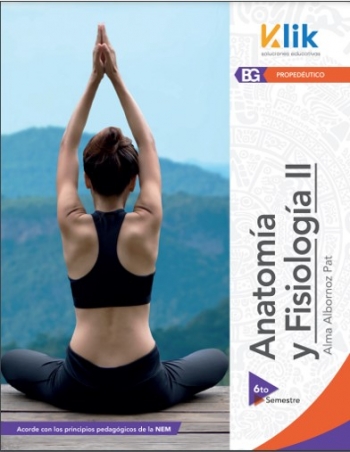 Klik
soluciones educativas
BG PROPEDÉUTICO
Anatomía
y Fisiología II
Alma Albornoz Pat
6to
Semestre
Acorde con los principios pedagógicos de la NEM